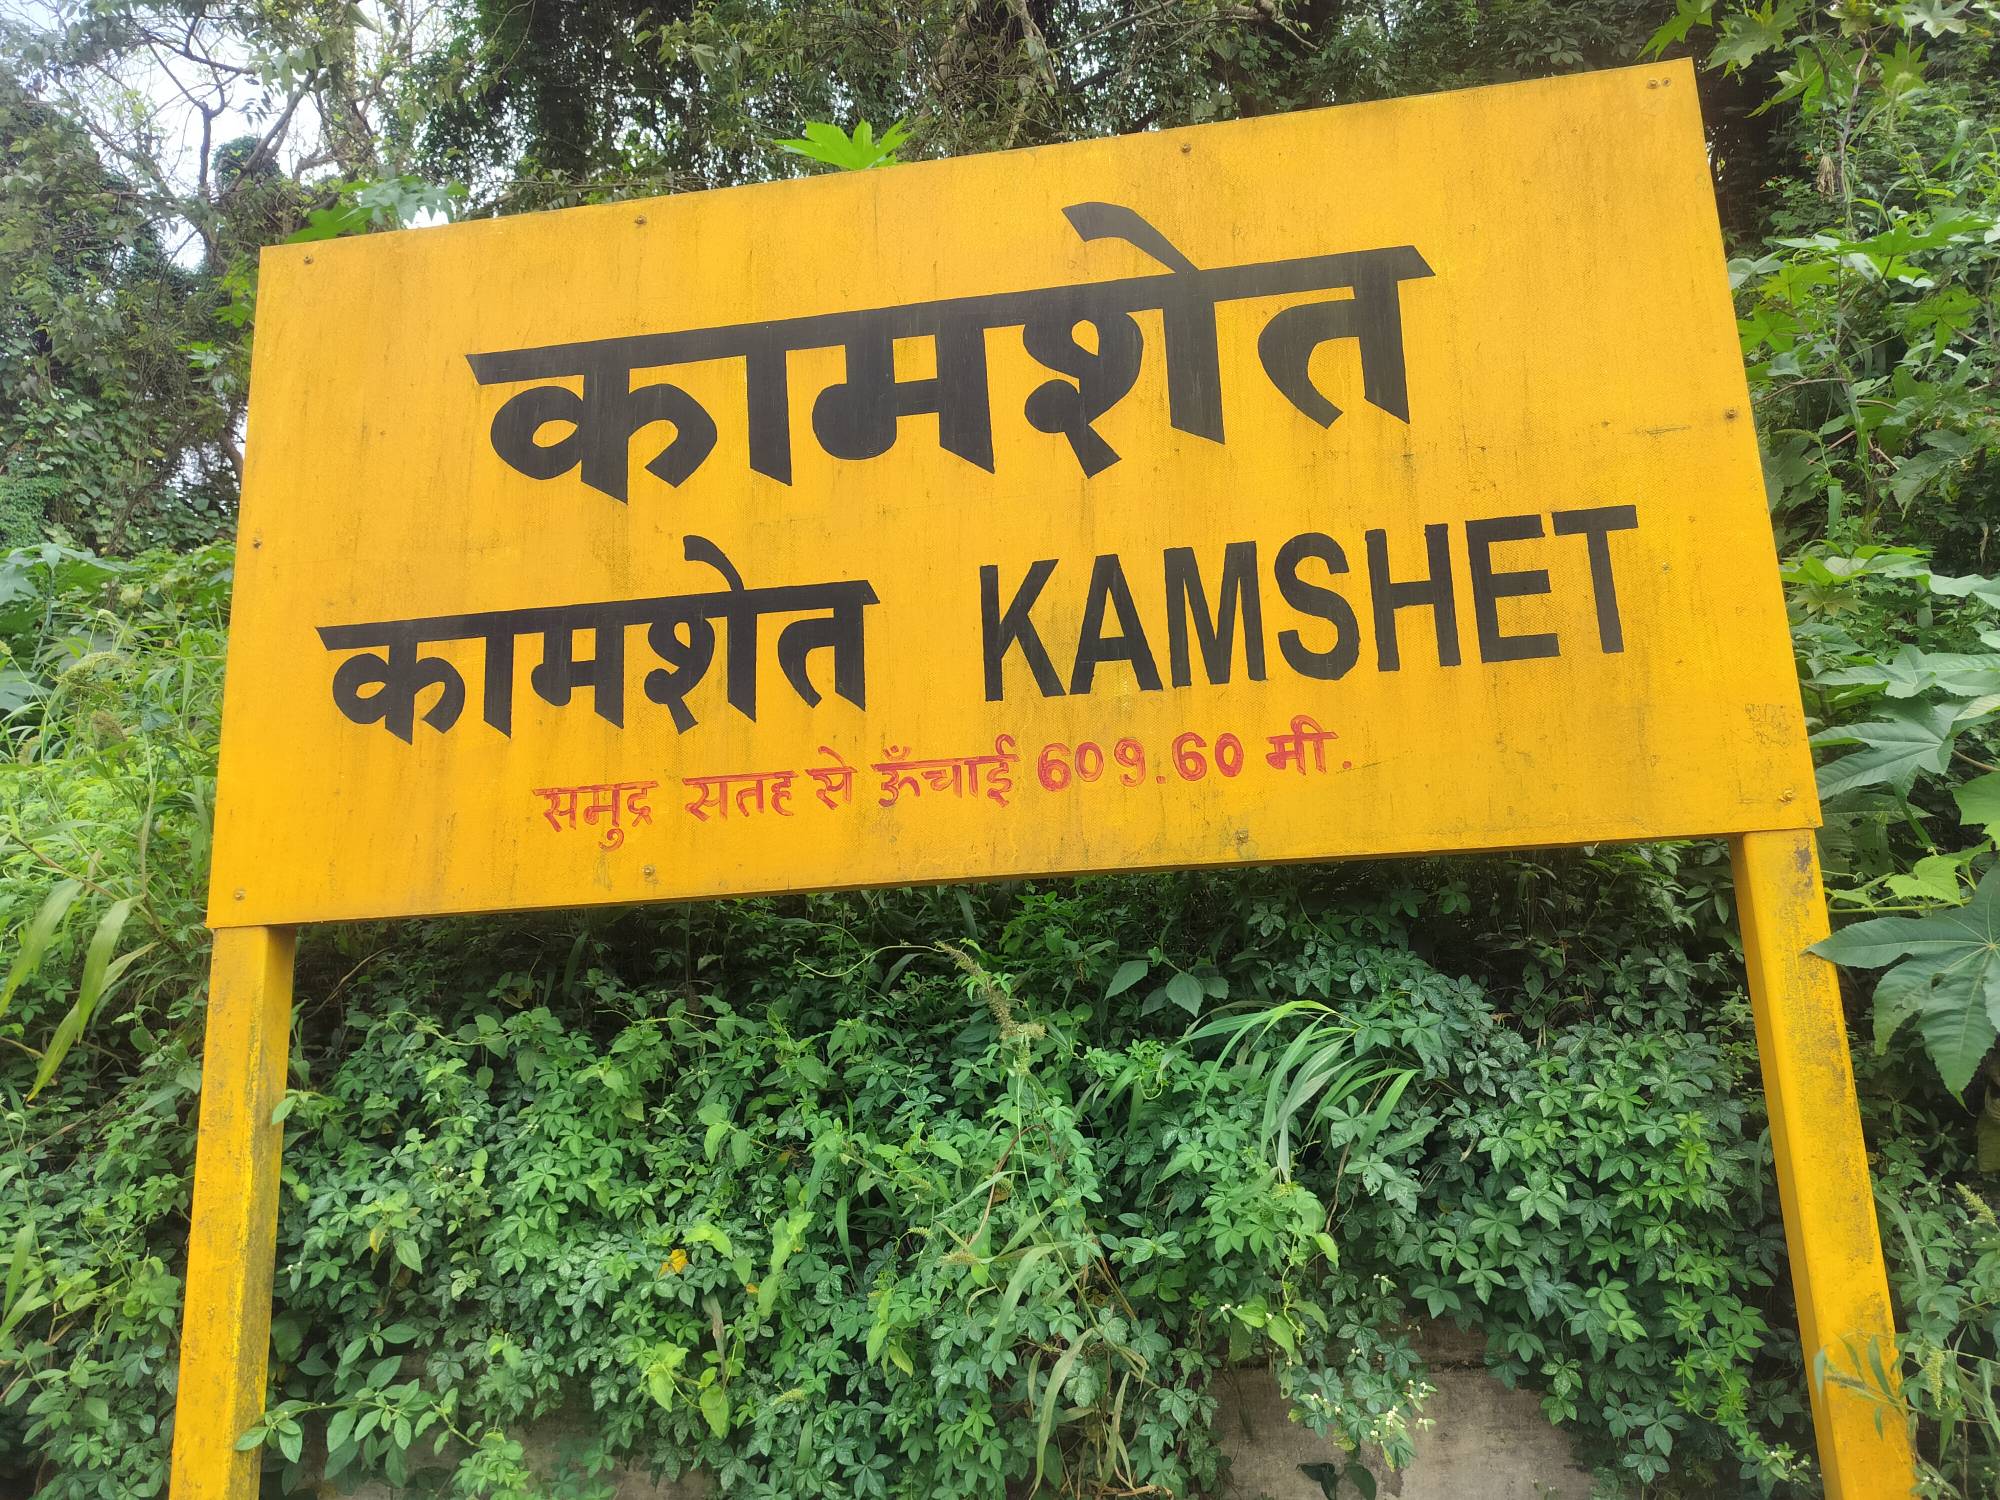 कामशेत
कामशेत KAMSHET
समुद्र सतह से ऊँचाई 609.60 मी.